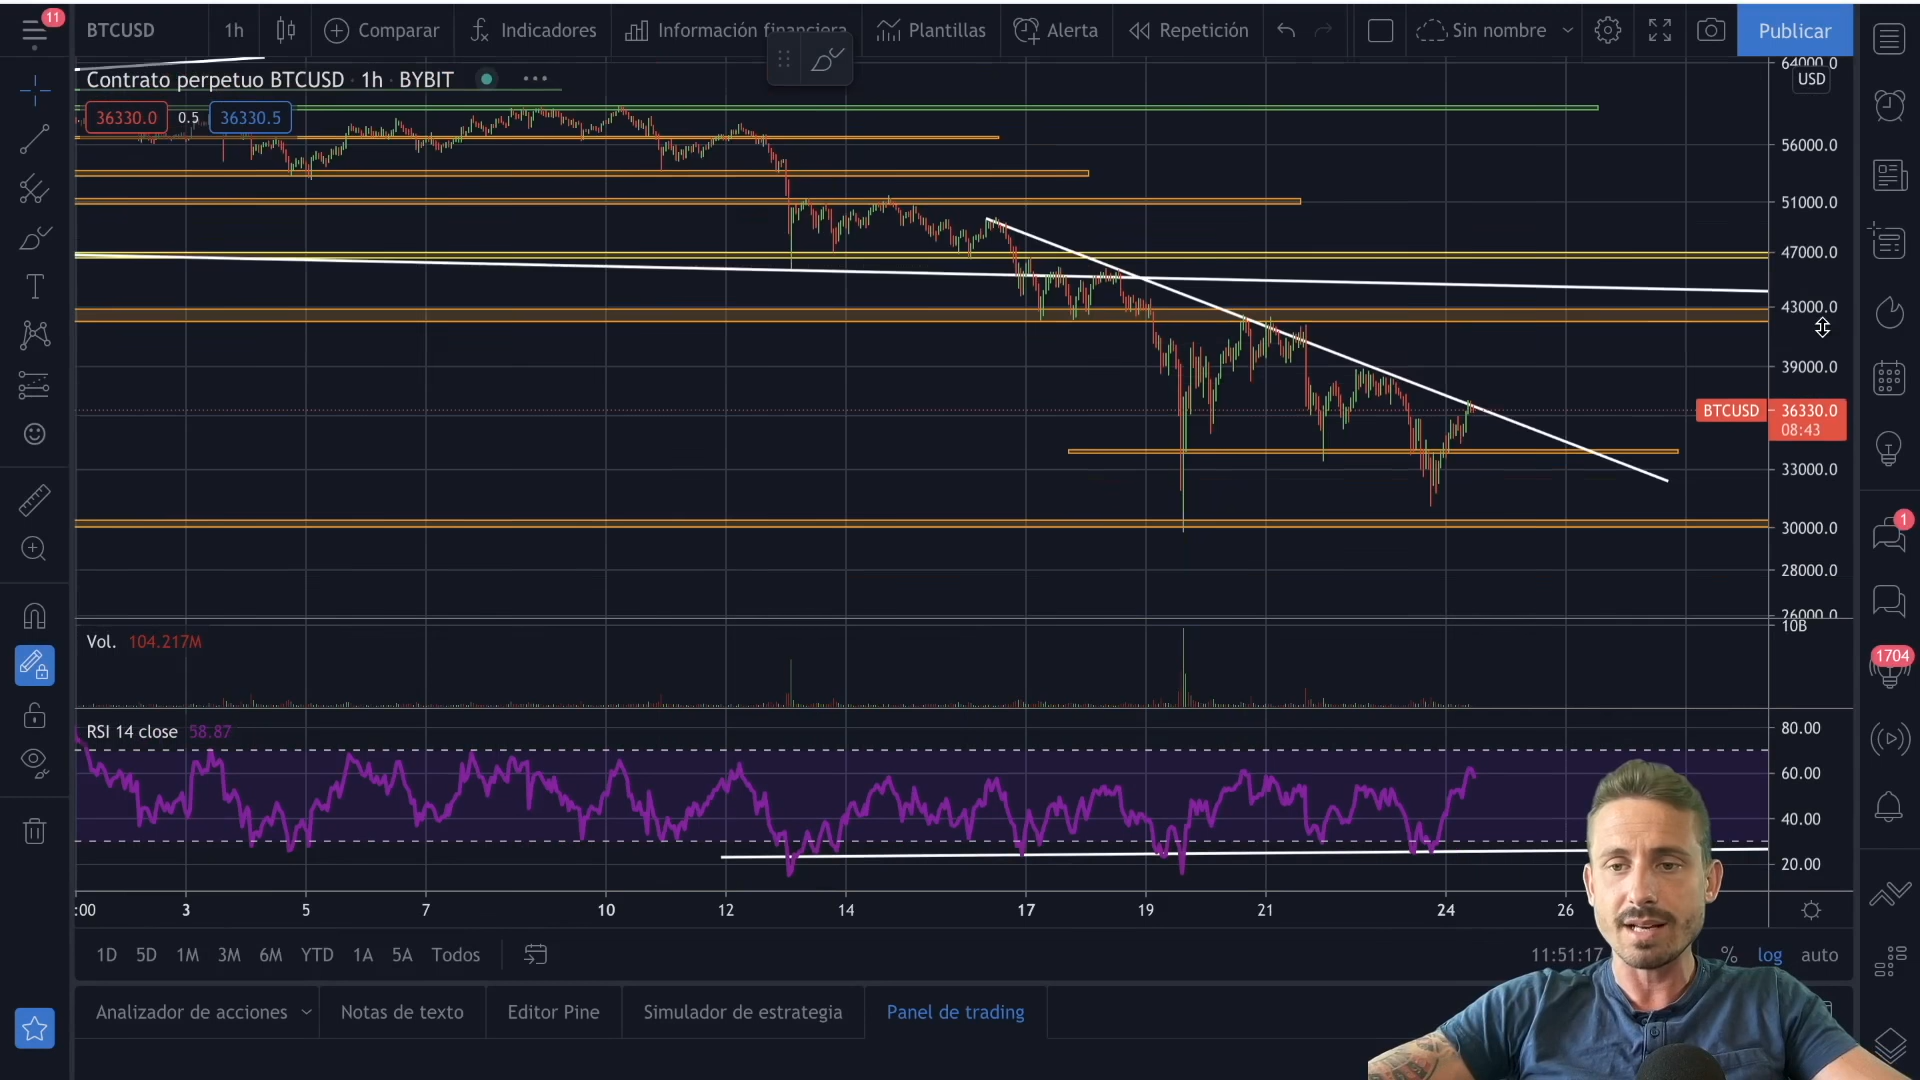 11
BTCUSD
1h
Comparar
Indicadores
Información financiera
Plantillas
Alerta
Repetición
Sin nombre
Publicar
Contrato perpetuo BTCUSD · 1h · BYBIT
36330.0
0.5
36330.5
64000.0
USD
56000.0
51000.0
47000.0
43000.0
39000.0
BTCUSD
36330.0
08:43
33000.0
30000.0
28000.0
26000.0
10B
Vol. 104.217M
RSI 14 close 58.87
80.00
60.00
40.00
20.00
:00
3
5
7
10
12
14
17
19
21
24
26
1D
5D
1M
3M
6M
YTD
1A
5A
Todos
11:51:17
%
log
auto
Analizador de acciones
Notas de texto
Editor Pine
Simulador de estrategia
Panel de trading
1
1704